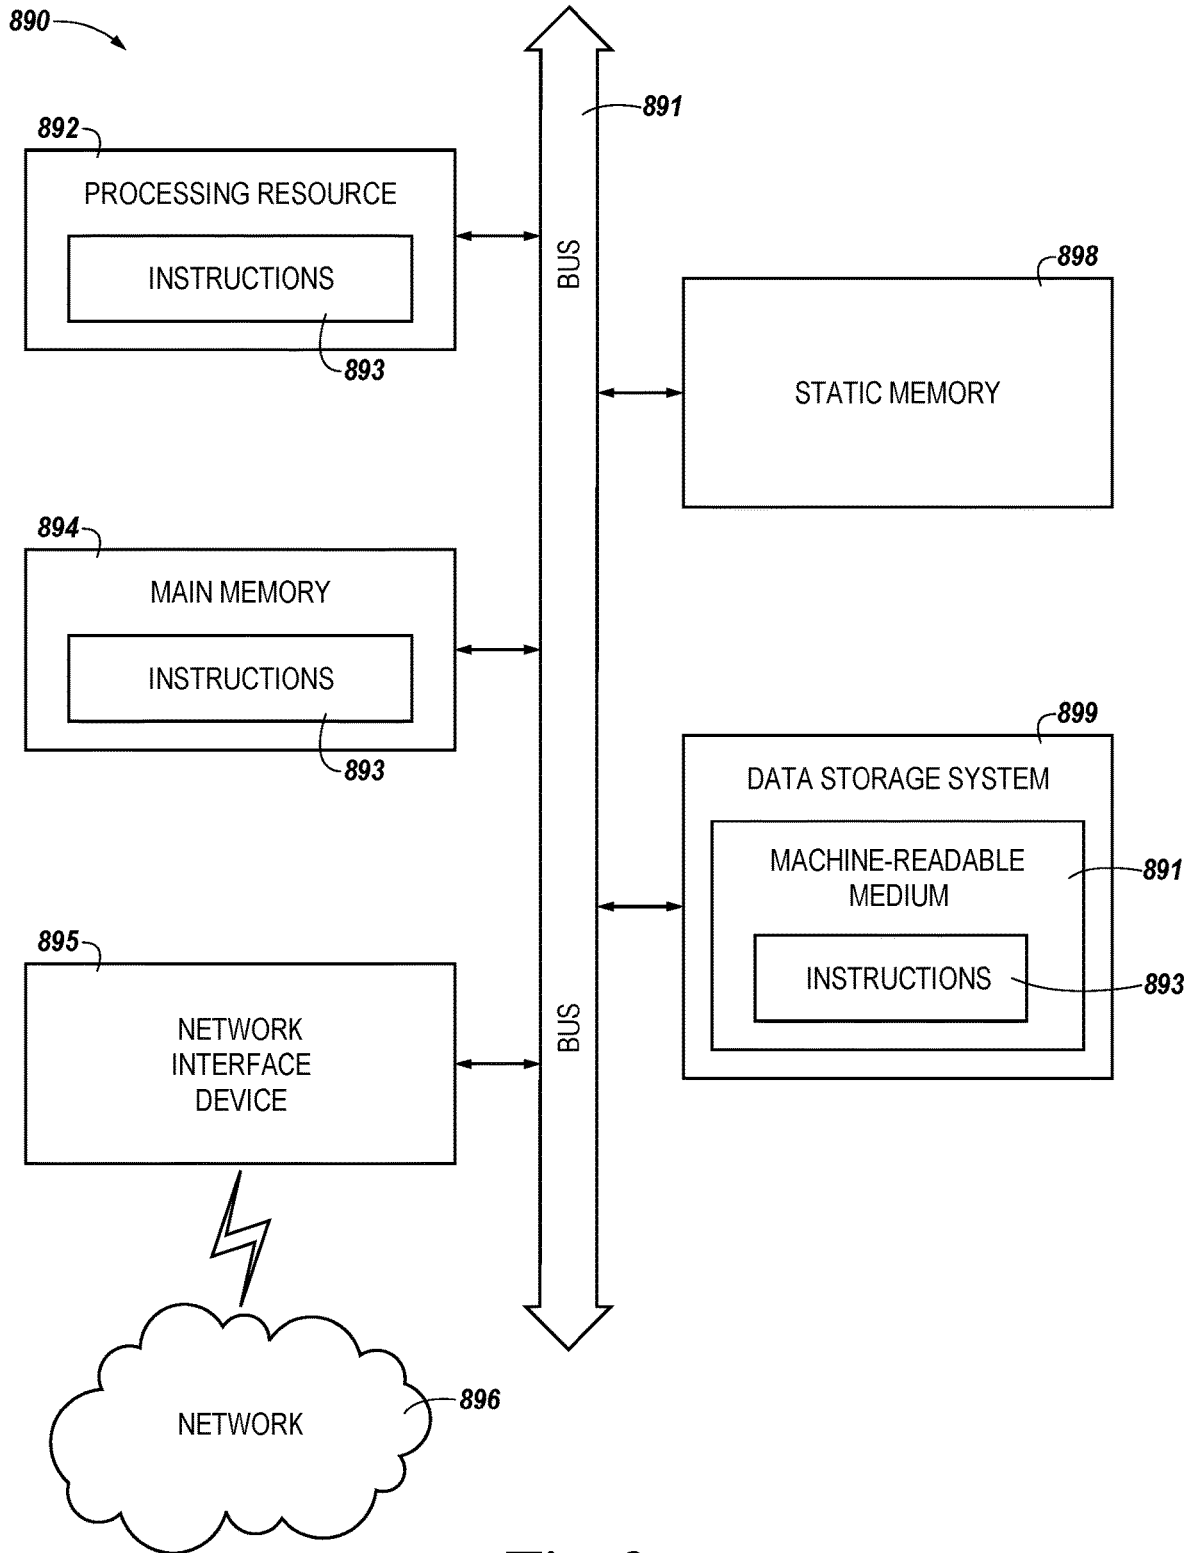 890
891
892
PROCESSING RESOURCE
INSTRUCTIONS
893
BUS
898
STATIC MEMORY
894
MAIN MEMORY
INSTRUCTIONS
893
899
DATA STORAGE SYSTEM
MACHINE-READABLE
MEDIUM
891
INSTRUCTIONS
893
895
NETWORK
INTERFACE
DEVICE
BUS
NETWORK
896